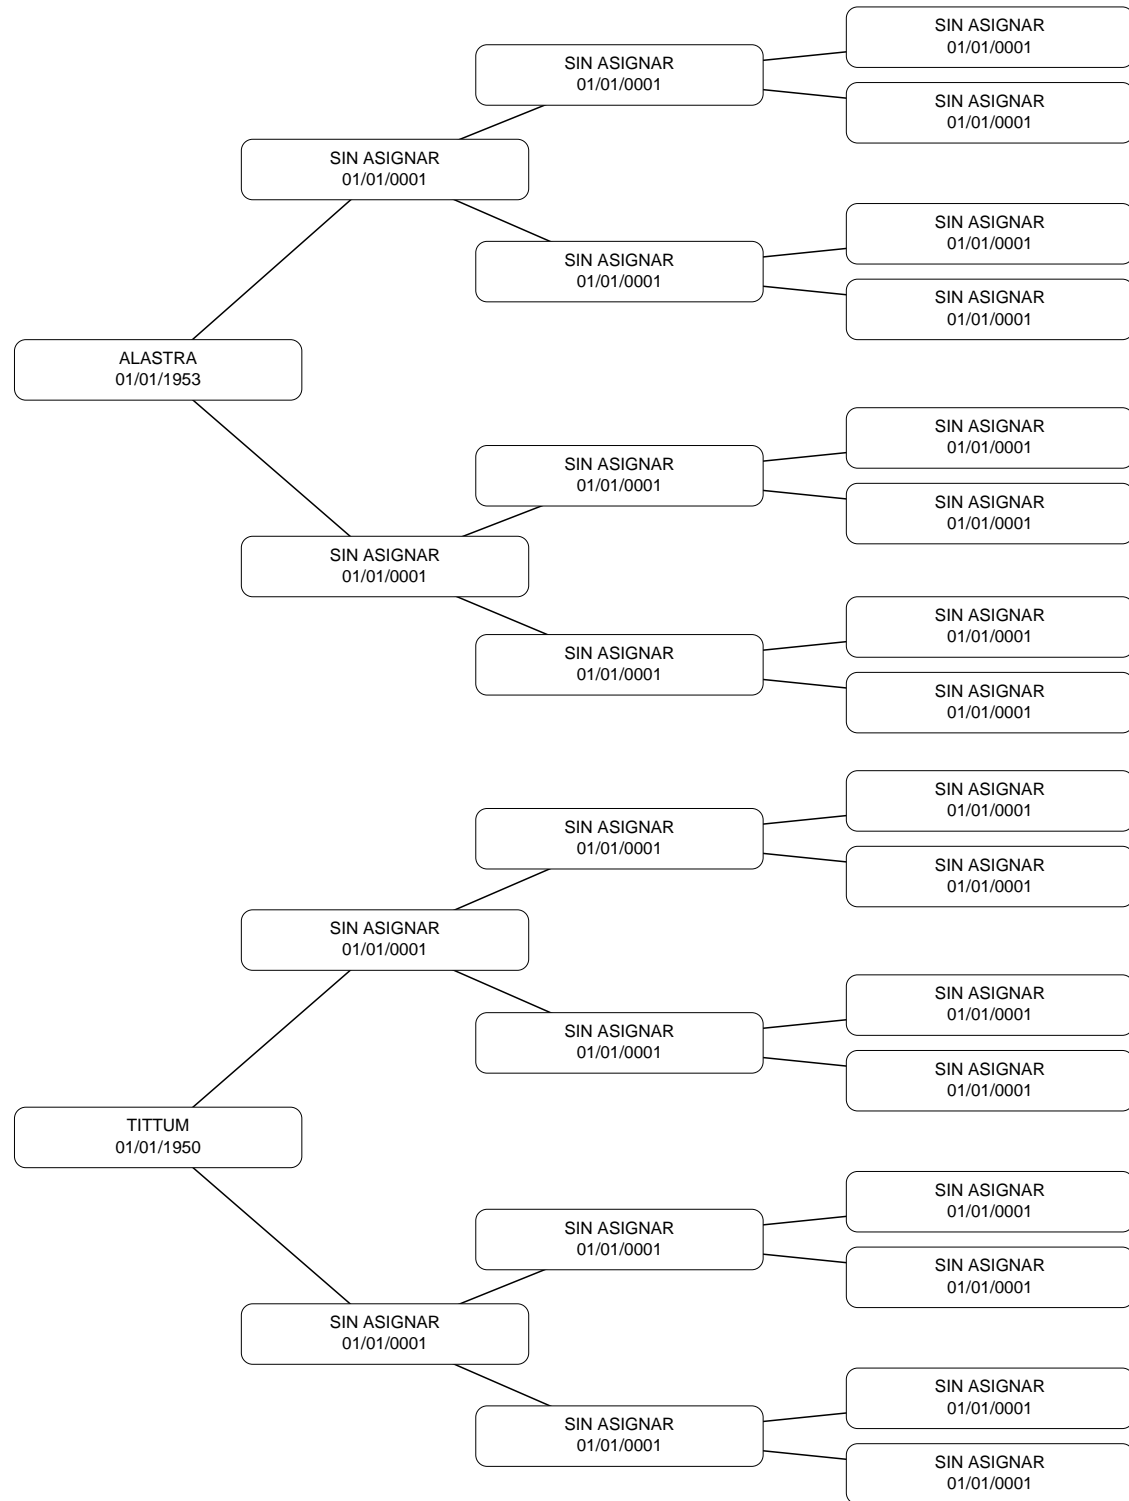 SIN ASIGNAR
01/01/0001
SIN ASIGNAR
01/01/0001
SIN ASIGNAR
01/01/0001
SIN ASIGNAR
01/01/0001
SIN ASIGNAR
01/01/0001
SIN ASIGNAR
01/01/0001
SIN ASIGNAR
01/01/0001
ALASTRA
01/01/1953
SIN ASIGNAR
01/01/0001
SIN ASIGNAR
01/01/0001
SIN ASIGNAR
01/01/0001
SIN ASIGNAR
01/01/0001
SIN ASIGNAR
01/01/0001
SIN ASIGNAR
01/01/0001
SIN ASIGNAR
01/01/0001
SIN ASIGNAR
01/01/0001
SIN ASIGNAR
01/01/0001
SIN ASIGNAR
01/01/0001
SIN ASIGNAR
01/01/0001
SIN ASIGNAR
01/01/0001
SIN ASIGNAR
01/01/0001
SIN ASIGNAR
01/01/0001
TITTUM
01/01/1950
SIN ASIGNAR
01/01/0001
SIN ASIGNAR
01/01/0001
SIN ASIGNAR
01/01/0001
SIN ASIGNAR
01/01/0001
SIN ASIGNAR
01/01/0001
SIN ASIGNAR
01/01/0001
SIN ASIGNAR
01/01/0001